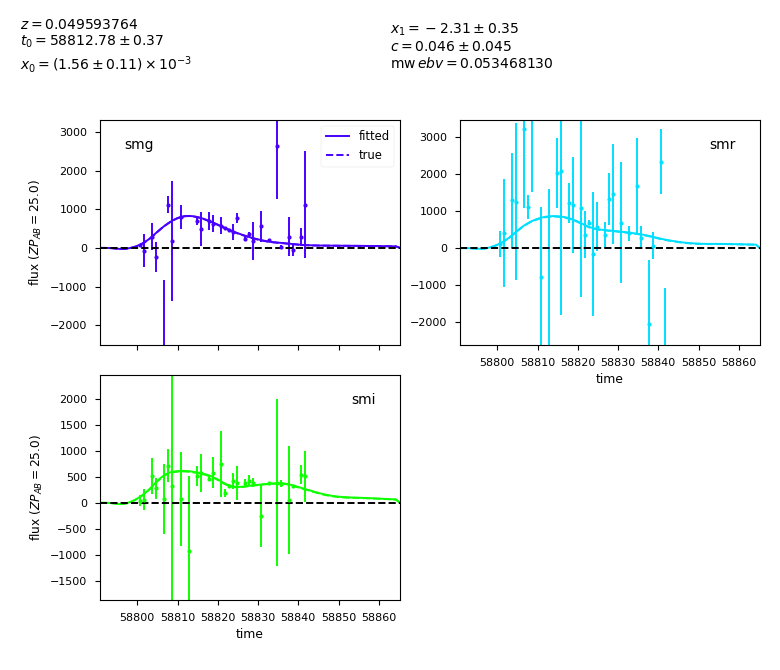 z = 0.049593764
t₀ = 58812.78 ± 0.37
x₀ = (1.56 ± 0.11) × 10⁻³
x₁ = −2.31 ± 0.35
c = 0.046 ± 0.045
mw ebv = 0.053468130
smg
fitted
true
3000
2000
1000
0
−1000
−2000
flux (ZP_AB = 25.0)
smr
3000
2000
1000
0
−1000
−2000
58800 58810 58820 58830 58840 58850 58860
time
smi
2000
1500
1000
500
0
−500
−1000
−1500
flux (ZP_AB = 25.0)
58800 58810 58820 58830 58840 58850 58860
time